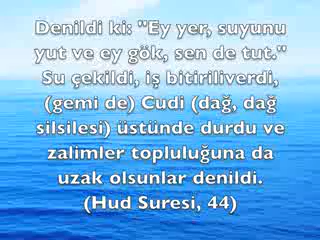 Denildi ki: "Ey yer, suyunu
yut ve ey gök, sen de tut."
Su çekildi, iş bitiriliverdi,
(gemi de) Cudi (dağ, dağ
silsilesi) üstünde durdu ve
zalimler topluluğuna da
uzak olsunlar denildi.
(Hud Suresi, 44)